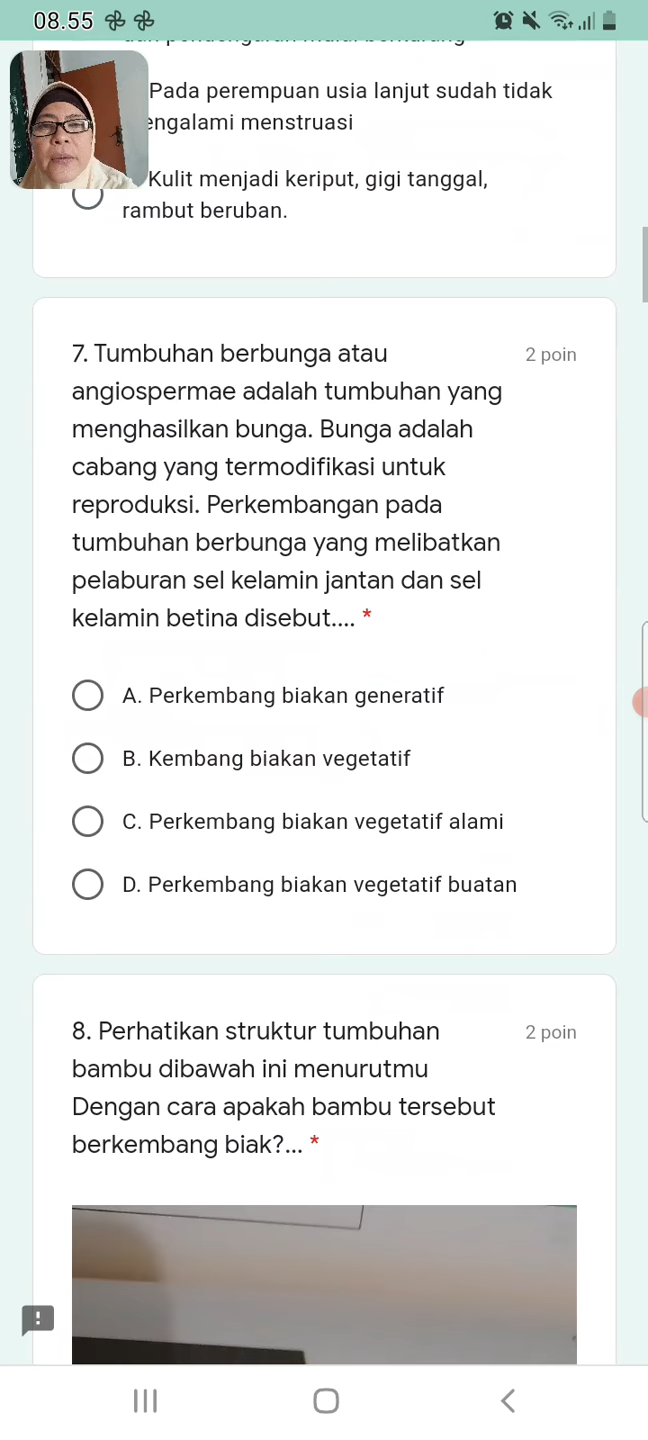 08.55
Pada perempuan usia lanjut sudah tidak
engalami menstruasi
Kulit menjadi keriput, gigi tanggal,
rambut beruban.
7. Tumbuhan berbunga atau
angiospermae adalah tumbuhan yang
menghasilkan bunga. Bunga adalah
cabang yang termodifikasi untuk
reproduksi. Perkembangan pada
tumbuhan berbunga yang melibatkan
pelaburan sel kelamin jantan dan sel
kelamin betina disebut.... *
2 poin
A. Perkembang biakan generatif
B. Kembang biakan vegetatif
C. Perkembang biakan vegetatif alami
D. Perkembang biakan vegetatif buatan
8. Perhatikan struktur tumbuhan
bambu dibawah ini menurutmu
Dengan cara apakah bambu tersebut
berkembang biak?... *
2 poin